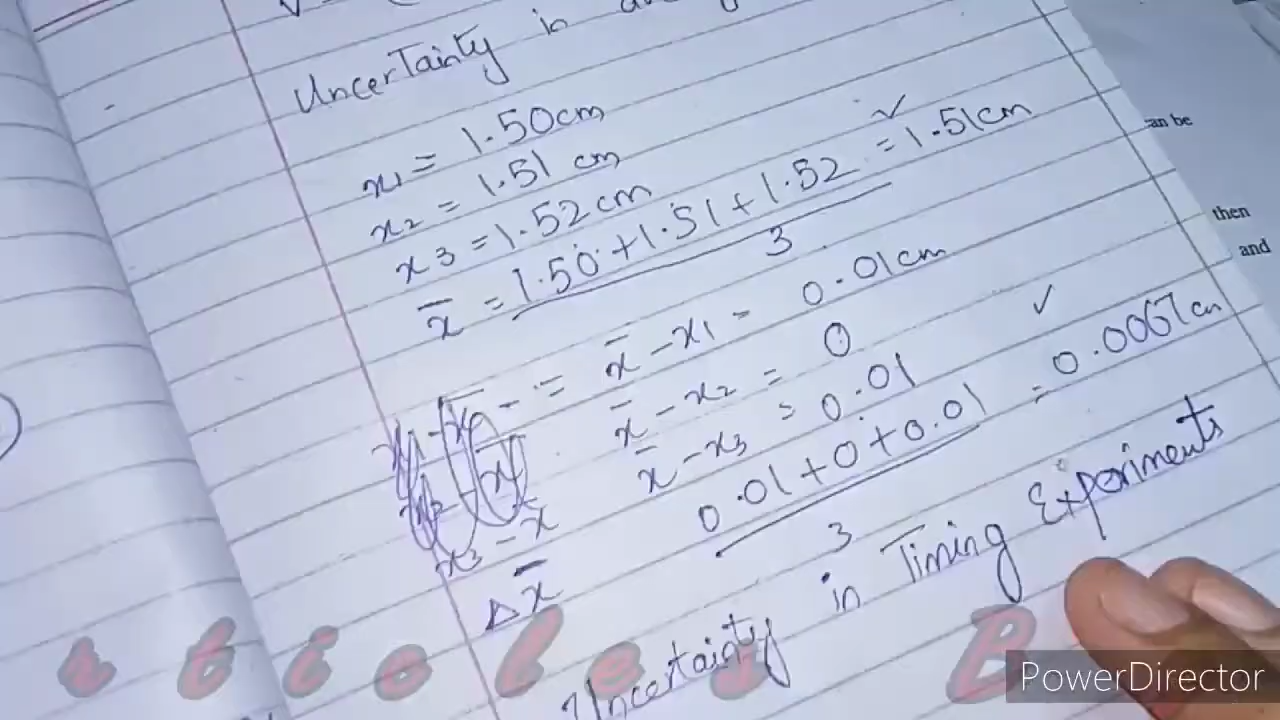 Uncertainty in
x1 = 1.50cm
x2 = 1.51 cm
x3 = 1.52cm
x̄ = 1.50+1.51+1.52 = 1.51cm ✓
3
= x̄ - x1 = 0.01cm
x̄ - x2 = 0
x̄ - x3 = 0.01
x3 - x̄
Δx̄ 0.01+0+0.01 = 0.0067cm ✓
3
Uncertainty in Timing Experiments
an be
then
and
PowerDirector